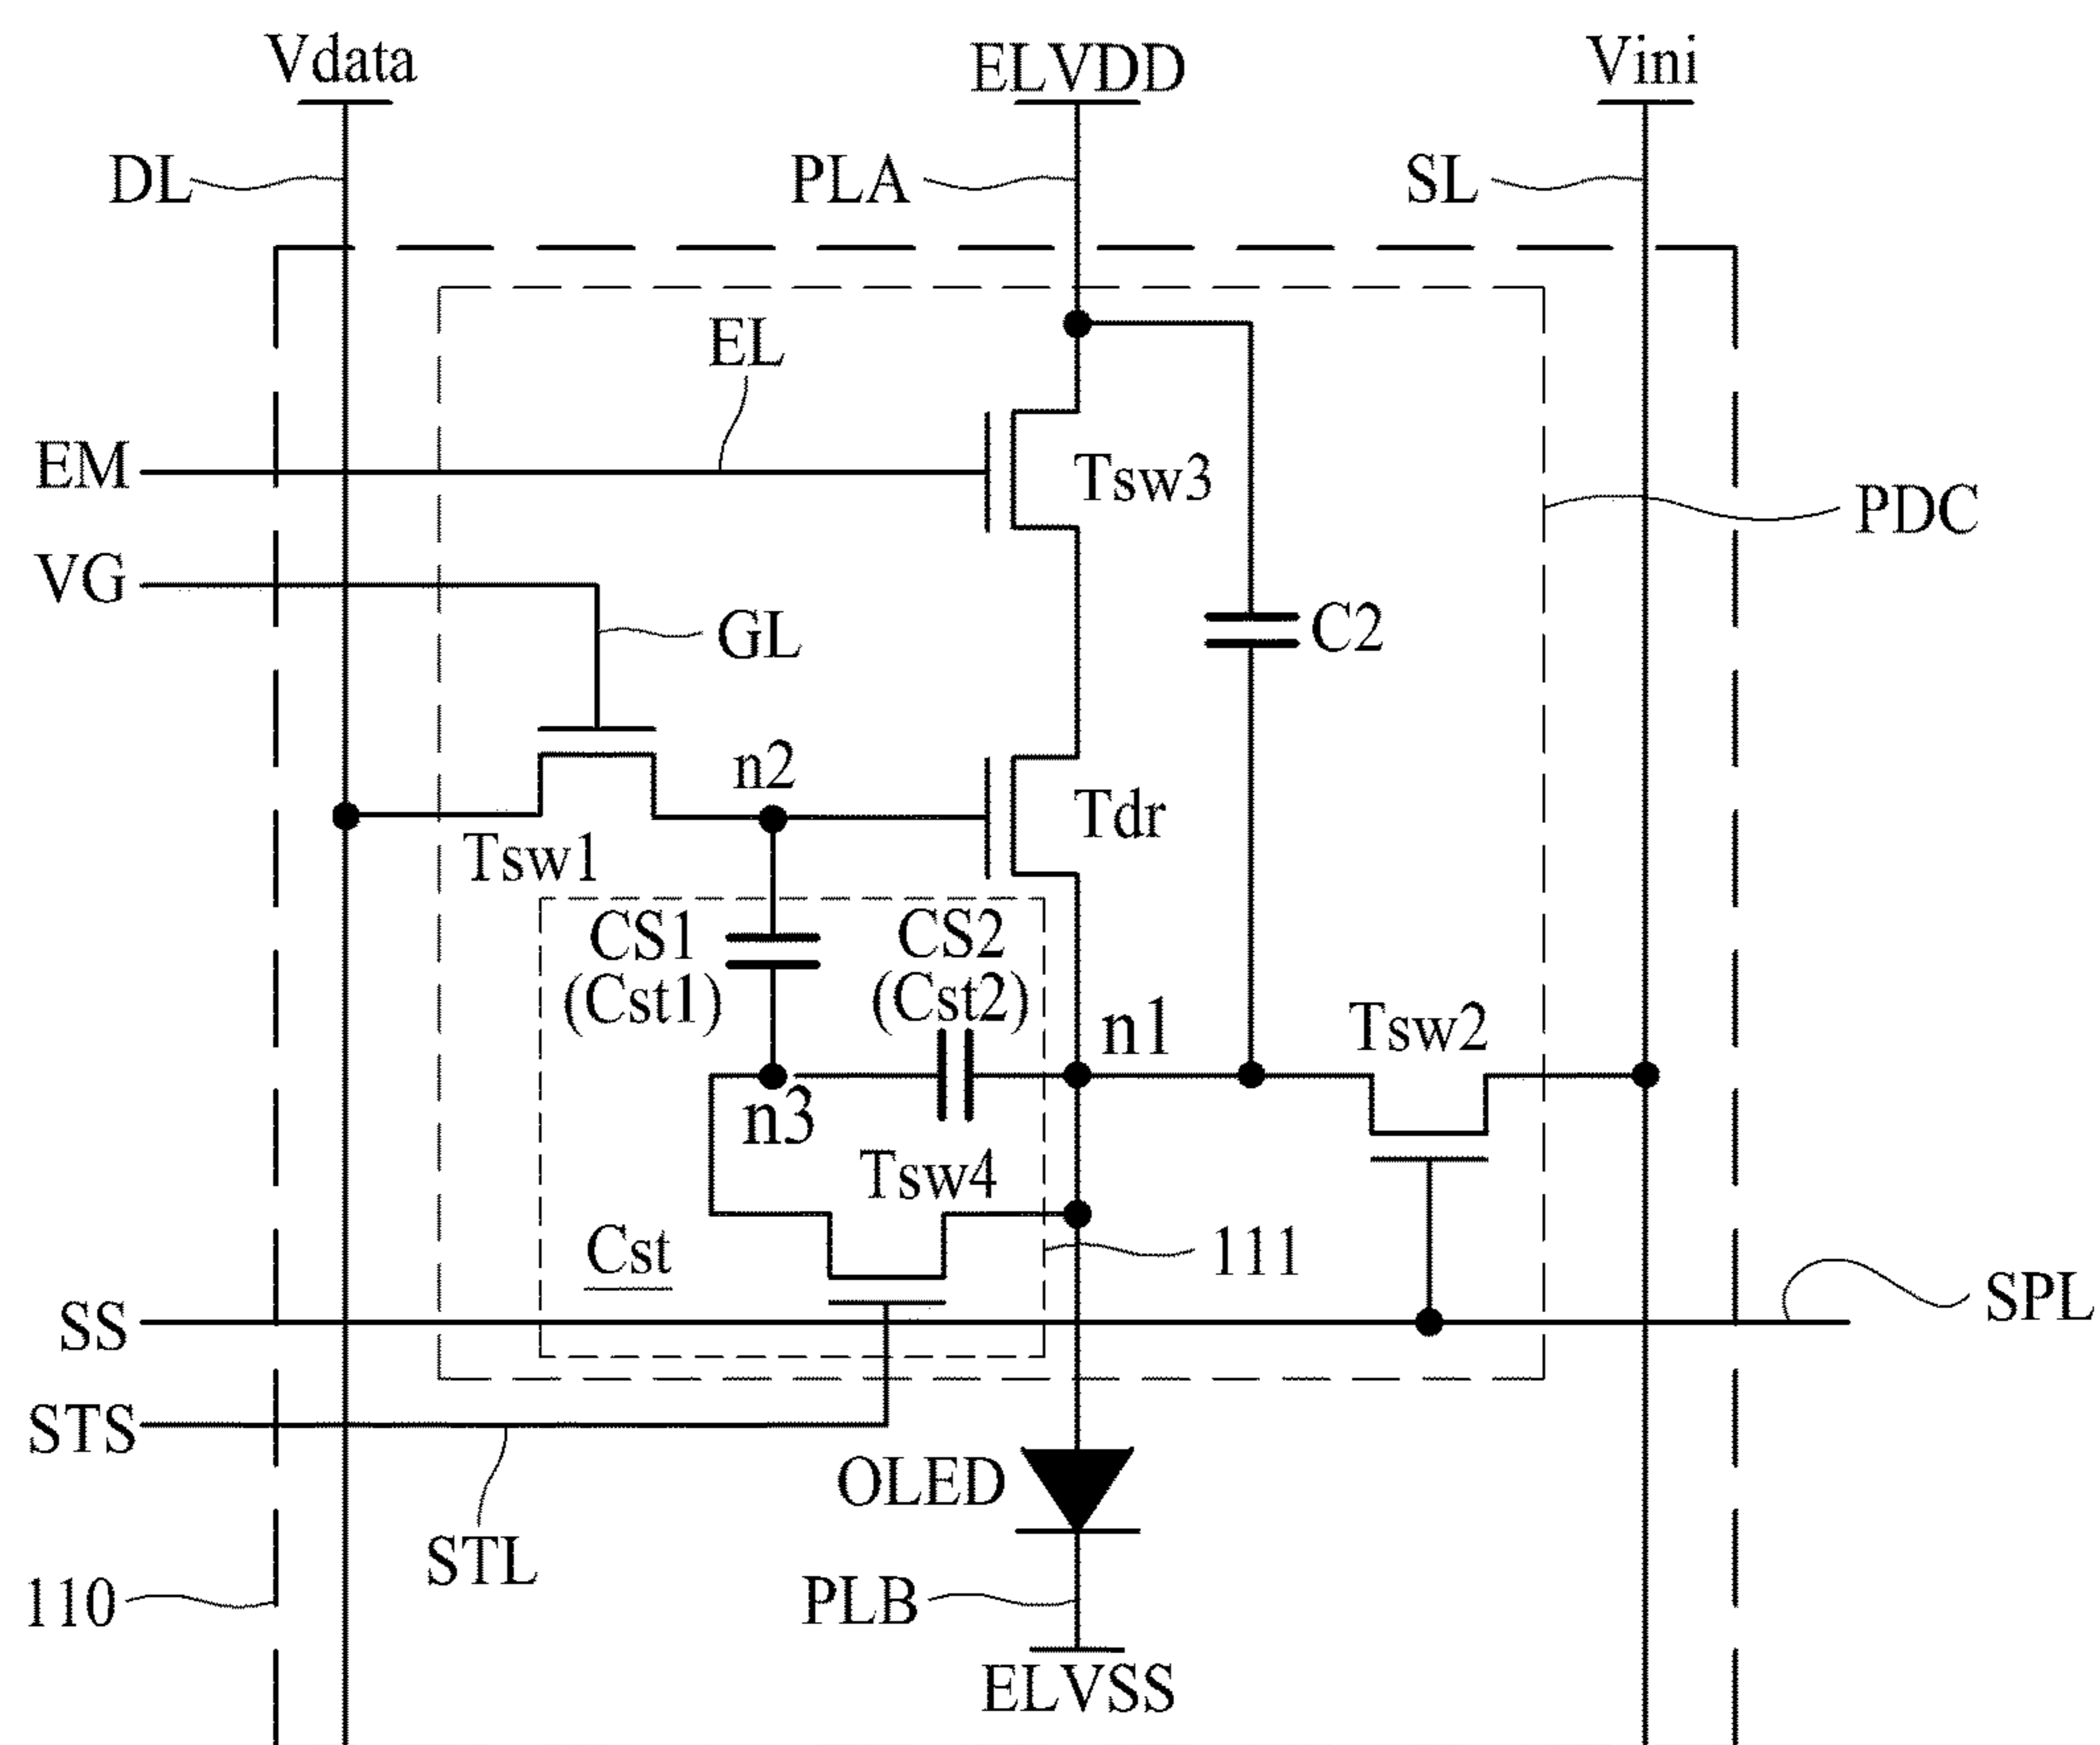 Vdata
ELVDD
Vini
DL
PLA
SL
EL
EM
Tsw3
PDC
VG
GL
C2
n2
Tdr
Tsw1
CS1
(Cst1)
CS2
(Cst2)
n1
Tsw2
n3
Tsw4
Cst
111
SS
SPL
STS
OLED
STL
110
PLB
ELVSS